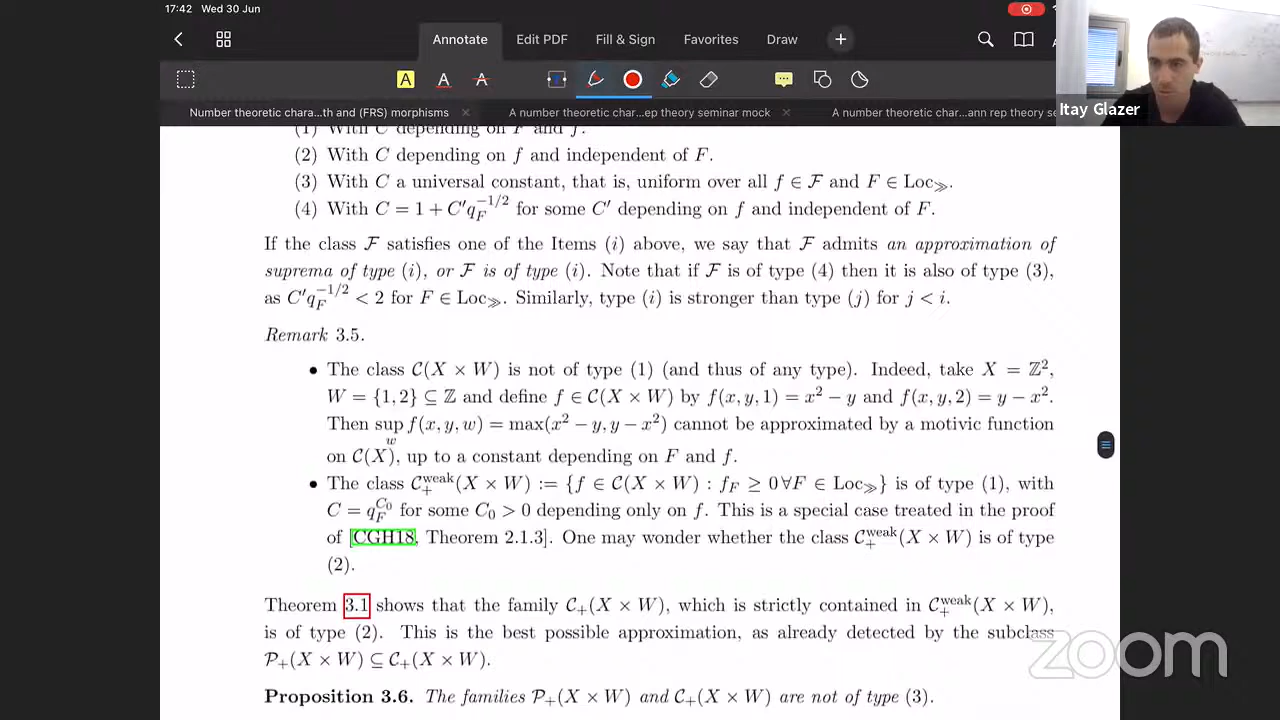 17:42 Wed 30 Jun
Annotate Edit PDF Fill & Sign Favorites Draw
Itay Glazer
Number theoretic chara...th and (FRS) morphisms × A number theoretic char...ep theory seminar mock × A number theoretic char...ann rep theory se
(1) With C depending on F and f.
(2) With C depending on f and independent of F.
(3) With C a universal constant, that is, uniform over all f ∈ ℱ and F ∈ Loc≫.
(4) With C = 1 + C′q_F^{−1/2} for some C′ depending on f and independent of F.
If the class ℱ satisfies one of the Items (i) above, we say that ℱ admits an approximation of
suprema of type (i), or ℱ is of type (i). Note that if ℱ is of type (4) then it is also of type (3),
as C′q_F^{−1/2} < 2 for F ∈ Loc≫. Similarly, type (i) is stronger than type (j) for j < i.
Remark 3.5.
• The class 𝒞(X × W) is not of type (1) (and thus of any type). Indeed, take X = ℤ²,
W = {1, 2} ⊆ ℤ and define f ∈ 𝒞(X × W) by f(x, y, 1) = x² − y and f(x, y, 2) = y − x².
Then sup_w f(x, y, w) = max(x² − y, y − x²) cannot be approximated by a motivic function
on 𝒞(X), up to a constant depending on F and f.
• The class 𝒞₊^{weak}(X × W) := {f ∈ 𝒞(X × W) : f_F ≥ 0 ∀F ∈ Loc≫} is of type (1), with
C = q_F^{C₀} for some C₀ > 0 depending only on f. This is a special case treated in the proof
of [CGH18, Theorem 2.1.3]. One may wonder whether the class 𝒞₊^{weak}(X × W) is of type
(2).
Theorem 3.1 shows that the family 𝒞₊(X × W), which is strictly contained in 𝒞₊^{weak}(X × W),
is of type (2). This is the best possible approximation, as already detected by the subclass
𝒫₊(X × W) ⊆ 𝒞₊(X × W).
zoom
Proposition 3.6. The families 𝒫₊(X × W) and 𝒞₊(X × W) are not of type (3).